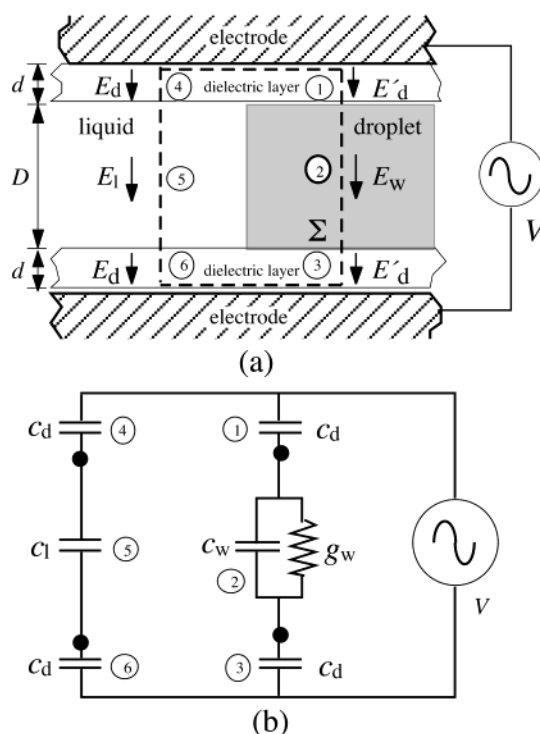 electrode
d E_d ④ dielectric layer ① E´_d
liquid droplet
D E_l ⑤ ② E_w V
Σ
d E_d ⑥ dielectric layer ③ E´_d
electrode
(a)
c_d ④ ① c_d
c_l ⑤ c_w g_w
②
V
c_d ⑥ ③ c_d
(b)